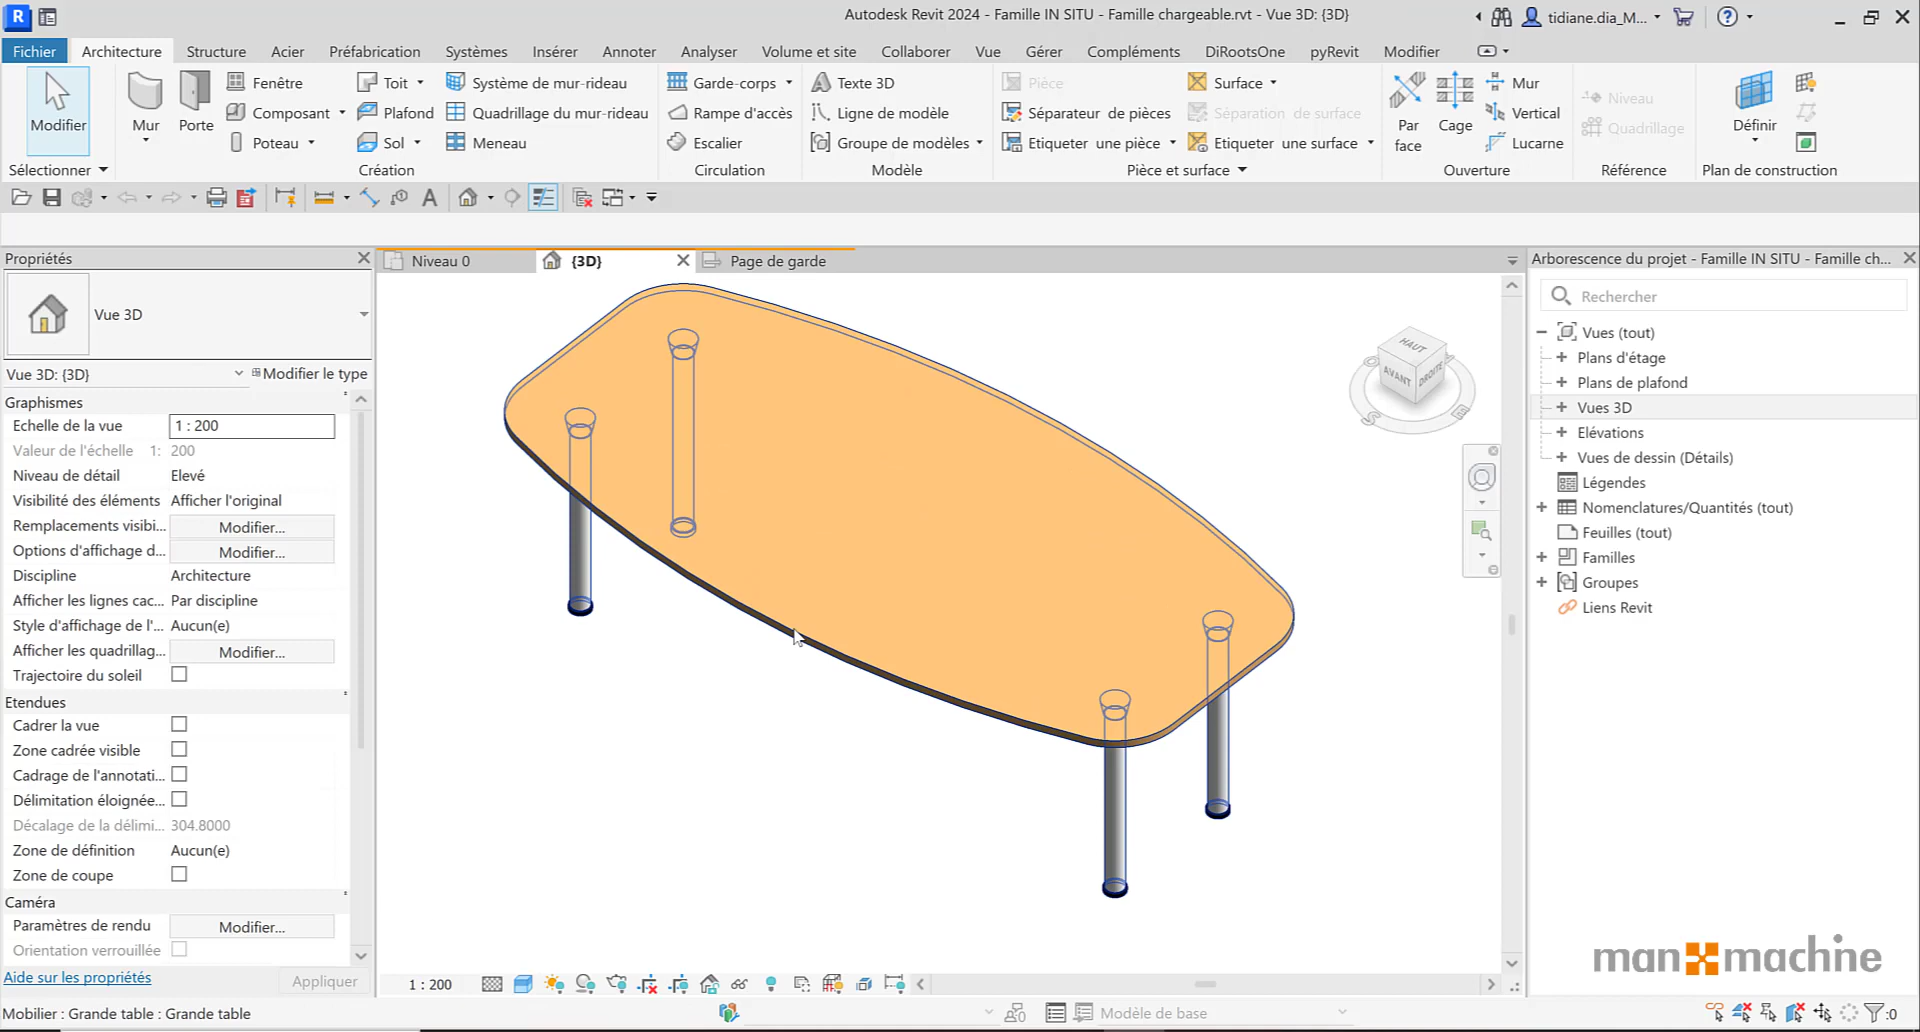 Autodesk Revit 2024 - Famille IN SITU - Famille chargeable.rvt - Vue 3D: {3D}
tidiane.dia_M...
Fichier Architecture Structure Acier Préfabrication Systèmes Insérer Annoter Analyser Volume et site Collaborer Vue Gérer Compléments DiRootsOne pyRevit Modifier
Modifier
Mur
Porte
Fenêtre
Composant
Poteau
Toit
Plafond
Sol
Système de mur-rideau
Quadrillage du mur-rideau
Meneau
Garde-corps
Rampe d'accès
Escalier
Texte 3D
Ligne de modèle
Groupe de modèles
Pièce
Séparateur de pièces
Etiqueter une pièce
Surface
Séparation de surface
Etiqueter une surface
Par face
Cage
Mur
Vertical
Lucarne
Niveau
Quadrillage
Définir
Sélectionner Création Circulation Modèle Pièce et surface Ouverture Référence Plan de construction
Propriétés
Vue 3D
Vue 3D: {3D} Modifier le type
Graphismes
Echelle de la vue 1 : 200
Valeur de l'échelle 1: 200
Niveau de détail Elevé
Visibilité des éléments Afficher l'original
Remplacements visibi... Modifier...
Options d'affichage d... Modifier...
Discipline Architecture
Afficher les lignes cac... Par discipline
Style d'affichage de l'... Aucun(e)
Afficher les quadrillag... Modifier...
Trajectoire du soleil
Etendues
Cadrer la vue
Zone cadrée visible
Cadrage de l'annotati...
Délimitation éloignée...
Décalage de la délimi... 304.8000
Zone de définition Aucun(e)
Zone de coupe
Caméra
Paramètres de rendu Modifier...
Orientation verrouillée
Aide sur les propriétés Appliquer
Niveau 0 {3D} Page de garde
HAUT
AVANT DROITE
O S E
1 : 200
Arborescence du projet - Famille IN SITU - Famille ch...
Rechercher
Vues (tout)
Plans d'étage
Plans de plafond
Vues 3D
Elévations
Vues de dessin (Détails)
Légendes
Nomenclatures/Quantités (tout)
Feuilles (tout)
Familles
Groupes
Liens Revit
man machine
Mobilier : Grande table : Grande table
Modèle de base
:0